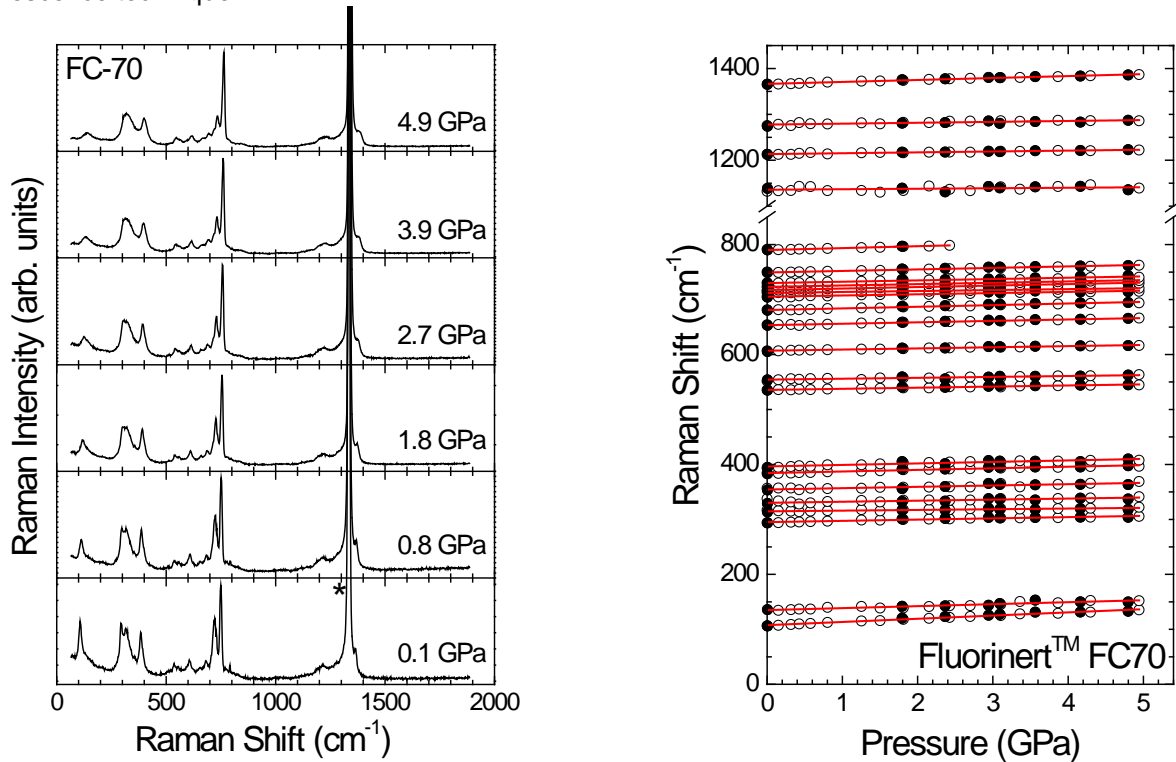 FC-70
4.9 GPa
3.9 GPa
2.7 GPa
1.8 GPa
0.8 GPa
*
0.1 GPa
Raman Intensity (arb. units)
0 500 1000 1500 2000
Raman Shift (cm-1)
1400
1200
800
600
400
200
0
Raman Shift (cm-1)
Fluorinert™ FC70
0 1 2 3 4 5
Pressure (GPa)